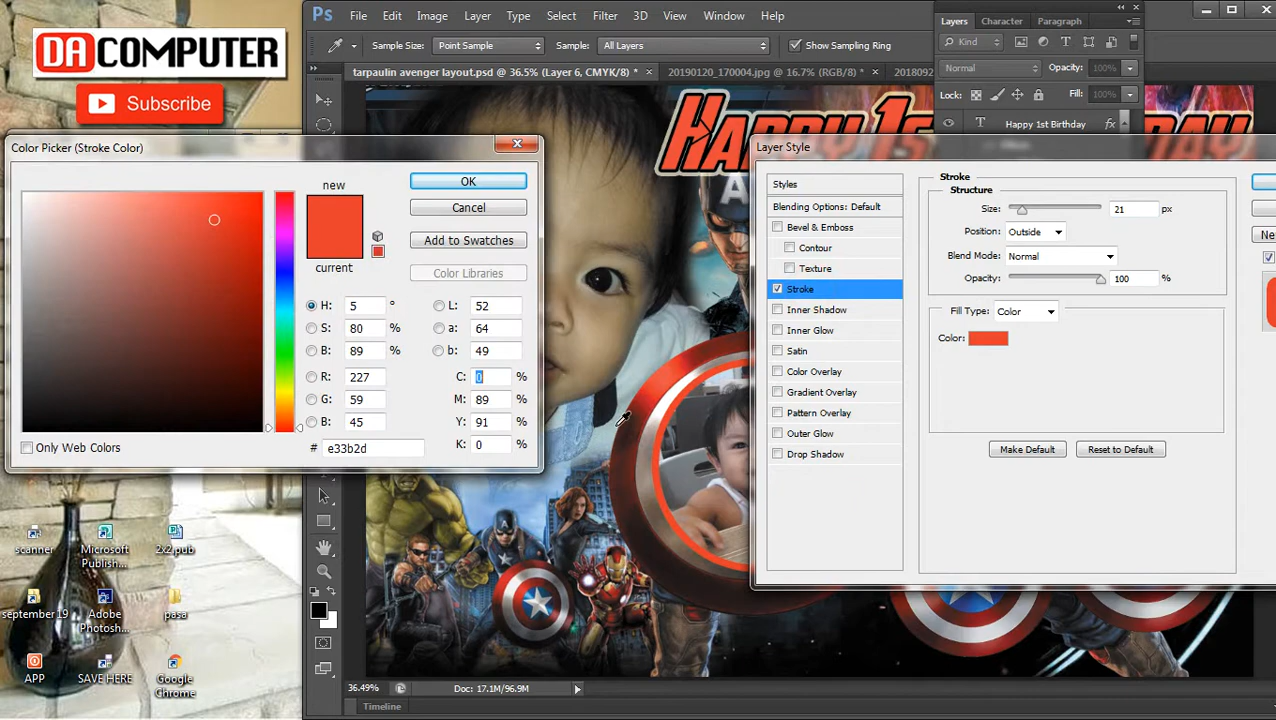 DA COMPUTER
Subscribe
Ps File Edit Image Layer Type Select Filter 3D View Window Help
Sample Size: Point Sample Sample: All Layers Show Sampling Ring
tarpaulin avenger layout.psd @ 36.5% (Layer 6, CMYK/8) * × 20190120_170004.jpg @ 16.7% (RGB/8) * ×
Layers Character Paragraph
Kind
Normal Opacity: 100%
Lock: Fill: 100%
T Happy 1st Birthday fx
Happy 1s
DAY
Color Picker (Stroke Color)
new
current
OK
Cancel
Add to Swatches
Color Libraries
H: 5 ° L: 52
S: 80 % a: 64
B: 89 % b: 49
R: 227 C: 0 %
G: 59 M: 89 %
B: 45 Y: 91 %
# e33b2d K: 0 %
Only Web Colors
Layer Style
Styles
Blending Options: Default
Bevel & Emboss
Contour
Texture
Stroke
Inner Shadow
Inner Glow
Satin
Color Overlay
Gradient Overlay
Pattern Overlay
Outer Glow
Drop Shadow
Stroke
Structure
Size: 21 px
Position: Outside
Blend Mode: Normal
Opacity: 100 %
Fill Type: Color
Color:
Make Default Reset to Default
scanner
Microsoft Publish...
2x2.pub
september19
Adobe Photosh...
pasa
APP
SAVE HERE
Google Chrome
36.49% Doc: 17.1M/96.9M
Timeline